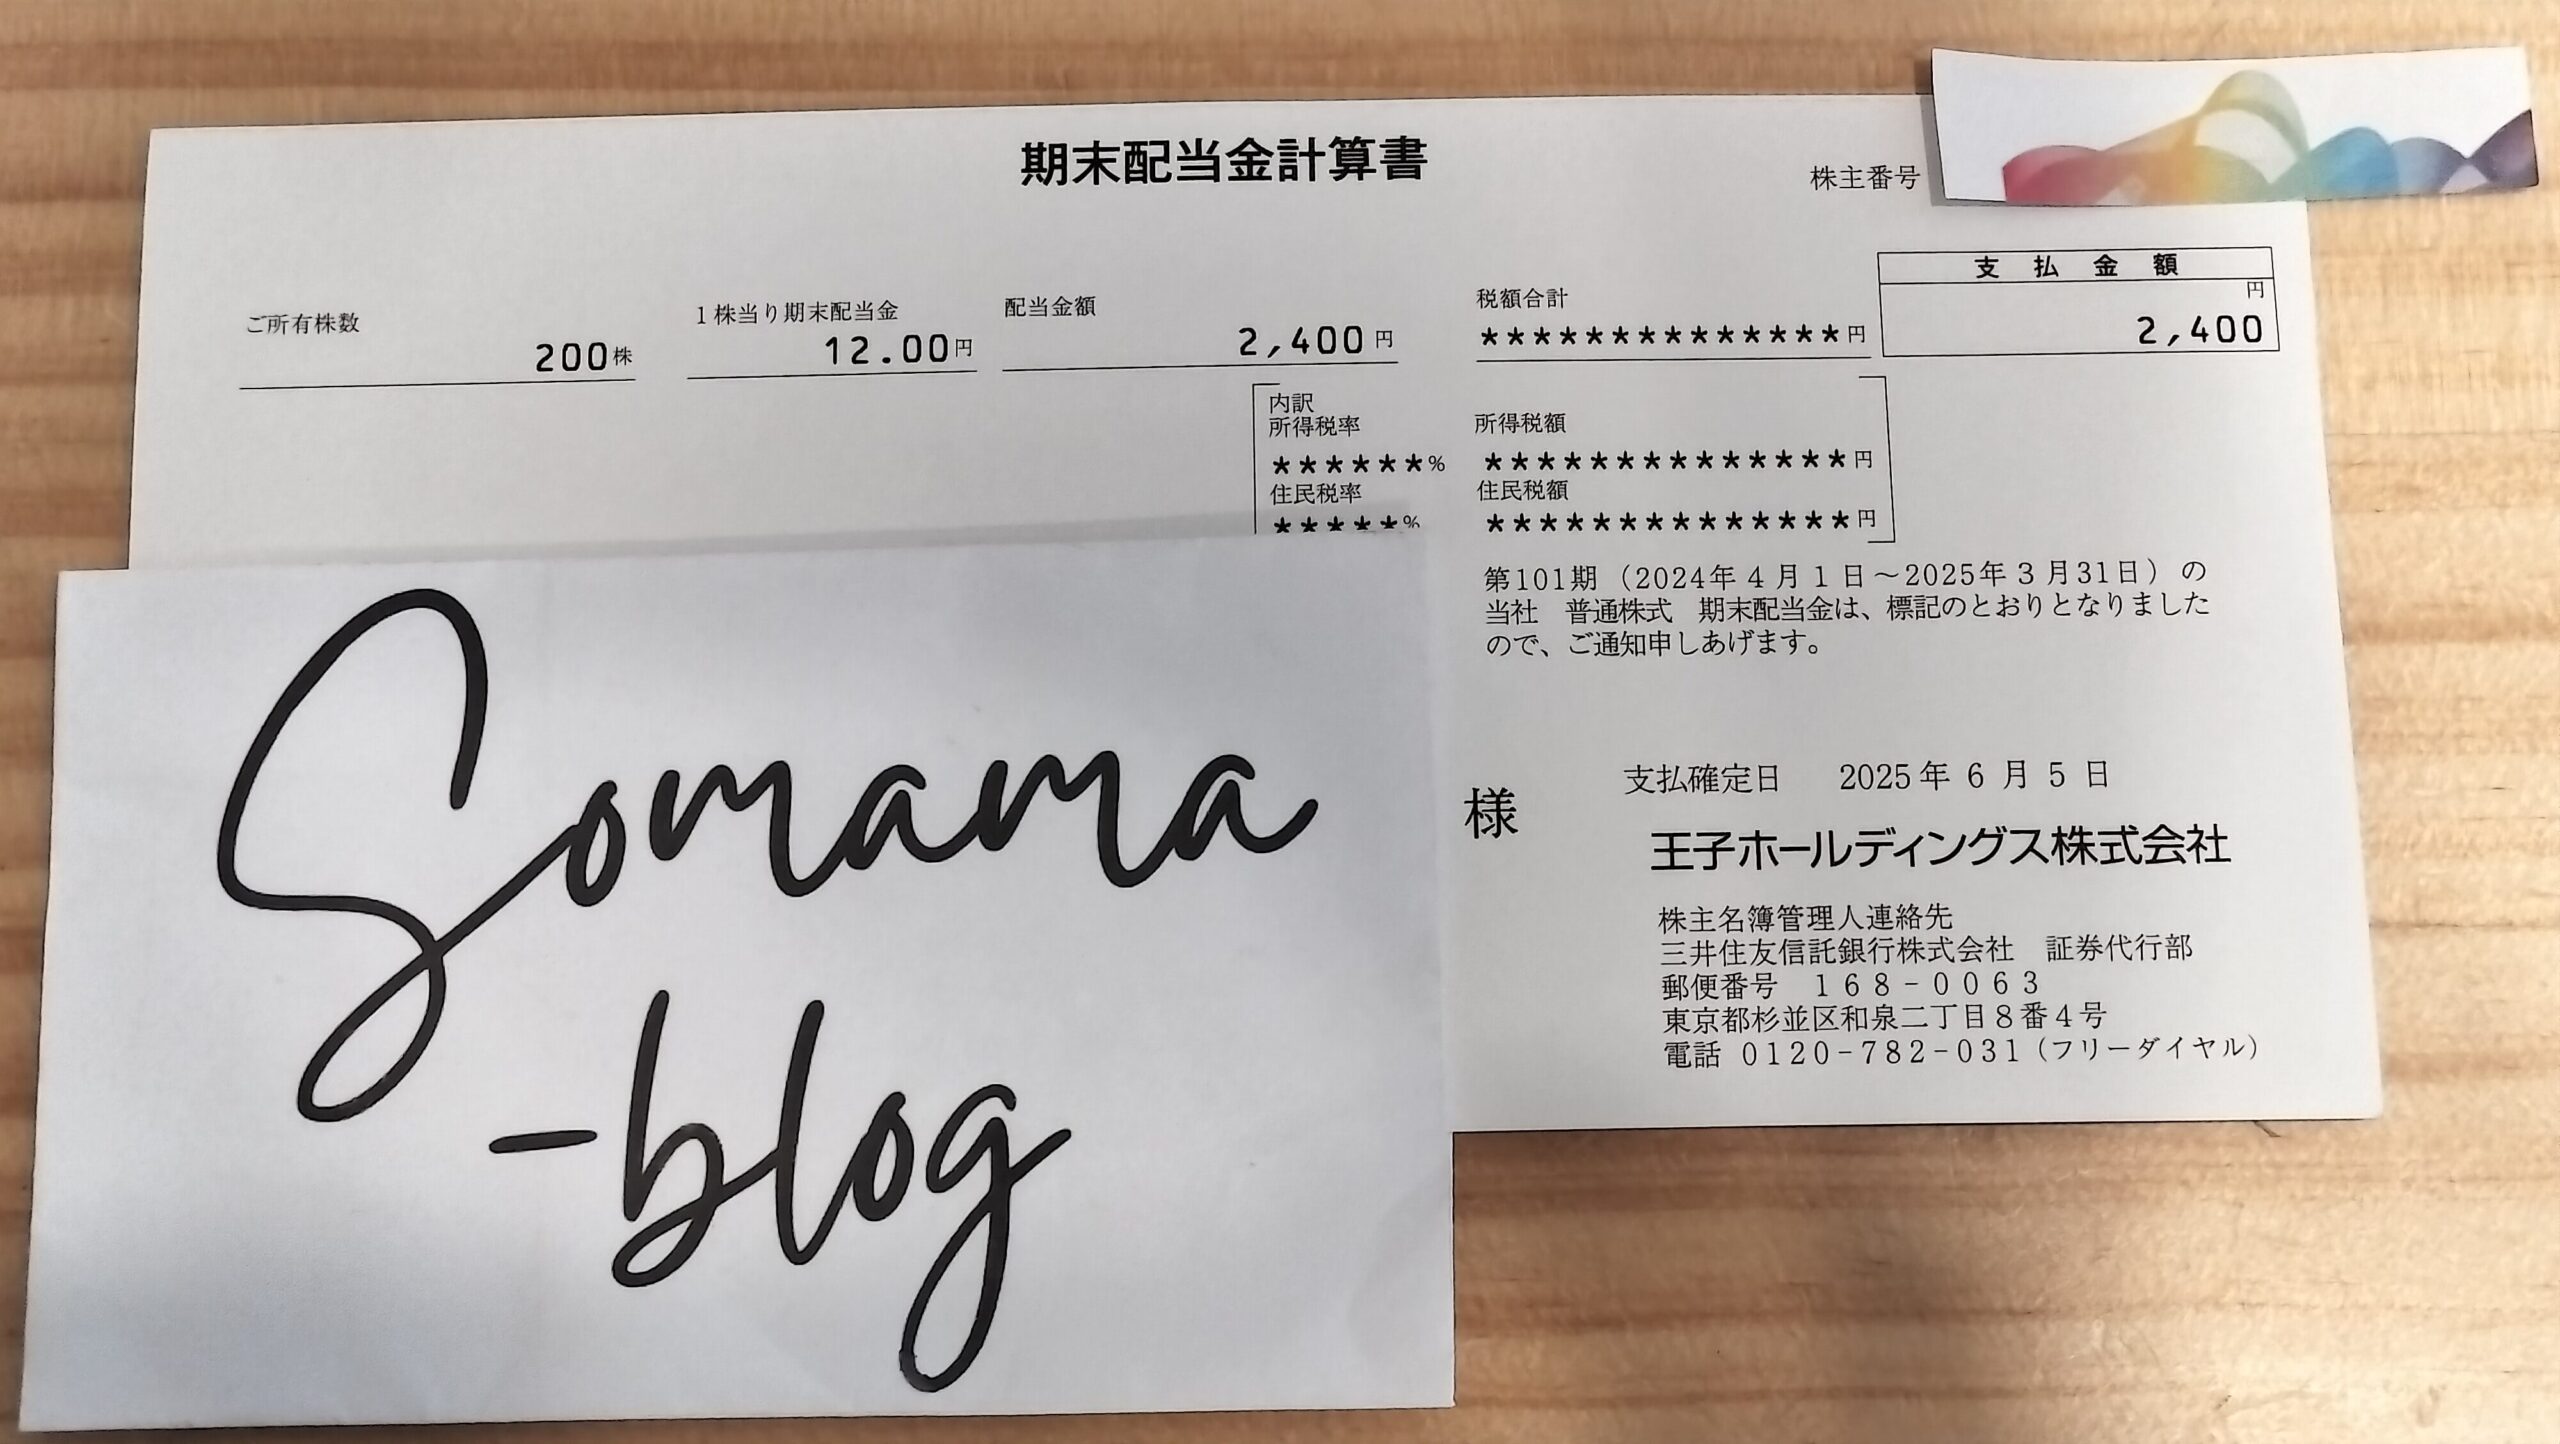 期末配当金計算書
株主番号
ご所有株数
200株
1株当り期末配当金
12.00円
配当金額
2,400円
税額合計
**************円
支払金額
円
2,400
内訳
所得税率
******%
所得税額
**************円
住民税率
*****%
住民税額
**************円
第101期（2024年4月1日～2025年3月31日）の
当社　普通株式　期末配当金は、標記のとおりとなりました
ので、ご通知申しあげます。
様
支払確定日　2025年6月5日
王子ホールディングス株式会社
株主名簿管理人連絡先
三井住友信託銀行株式会社　証券代行部
郵便番号　168-0063
東京都杉並区和泉二丁目8番4号
電話 0120-782-031（フリーダイヤル）
Somama
-blog